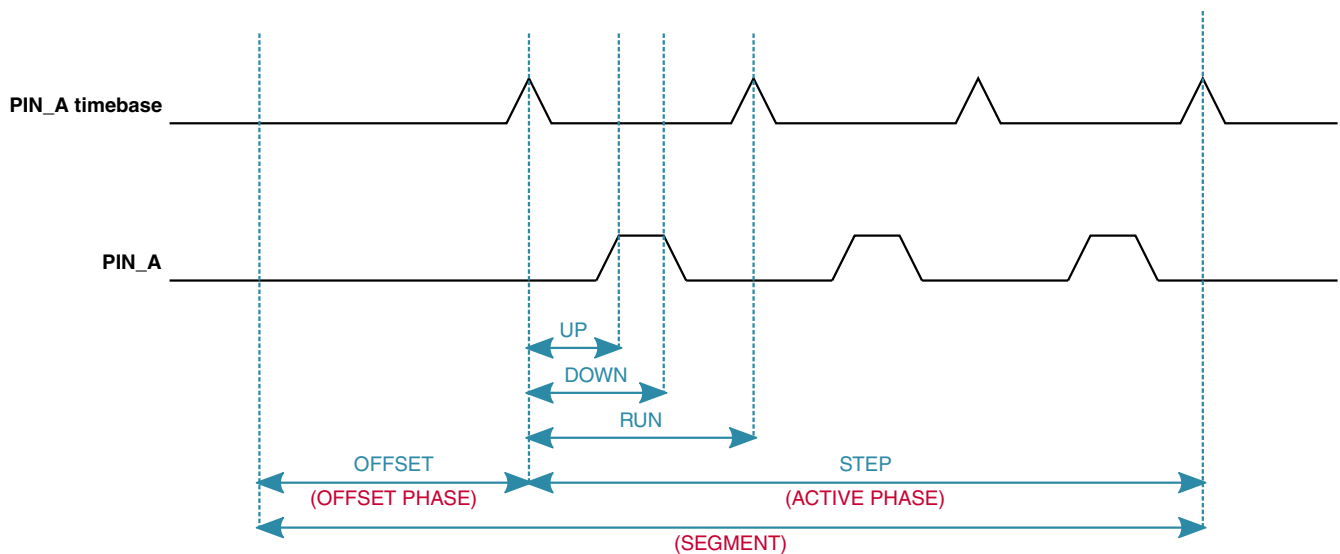 PIN_A timebase
PIN_A
UP
DOWN
RUN
OFFSET
STEP
(OFFSET PHASE)
(ACTIVE PHASE)
(SEGMENT)